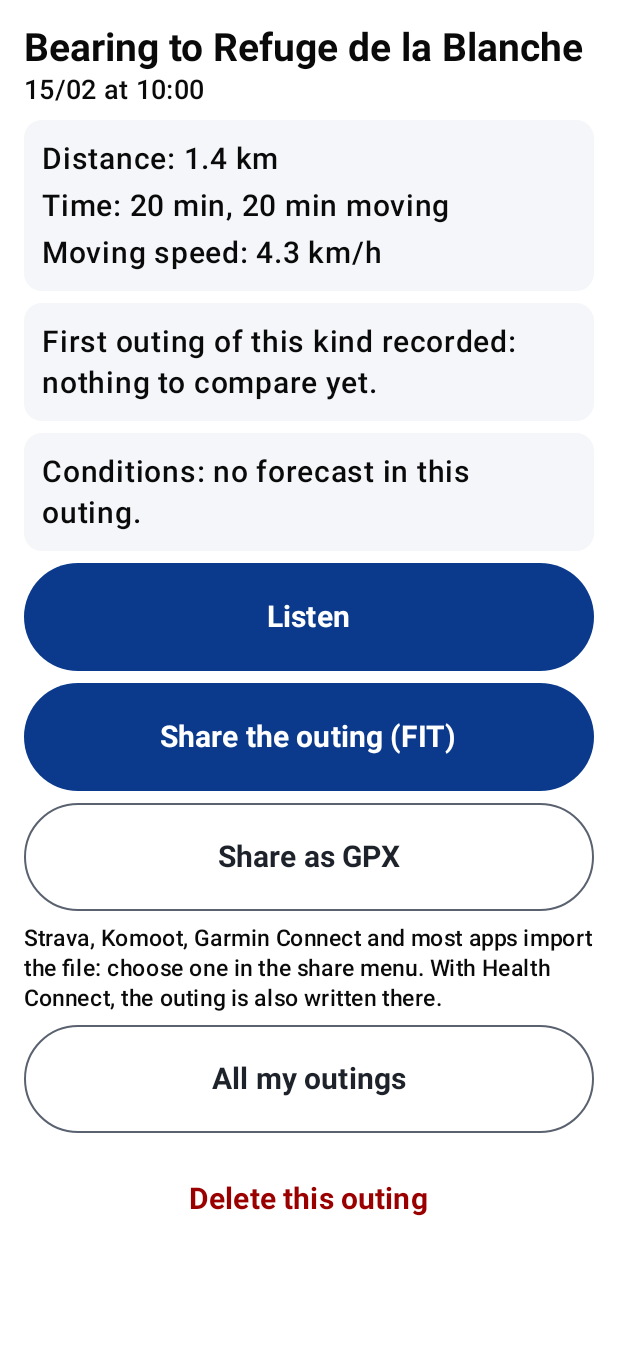 Bearing to Refuge de la Blanche
15/02 at 10:00
Distance: 1.4 km
Time: 20 min, 20 min moving
Moving speed: 4.3 km/h
First outing of this kind recorded:
nothing to compare yet.
Conditions: no forecast in this
outing.
Listen
Share the outing (FIT)
Share as GPX
Strava, Komoot, Garmin Connect and most apps import
the file: choose one in the share menu. With Health
Connect, the outing is also written there.
All my outings
Delete this outing